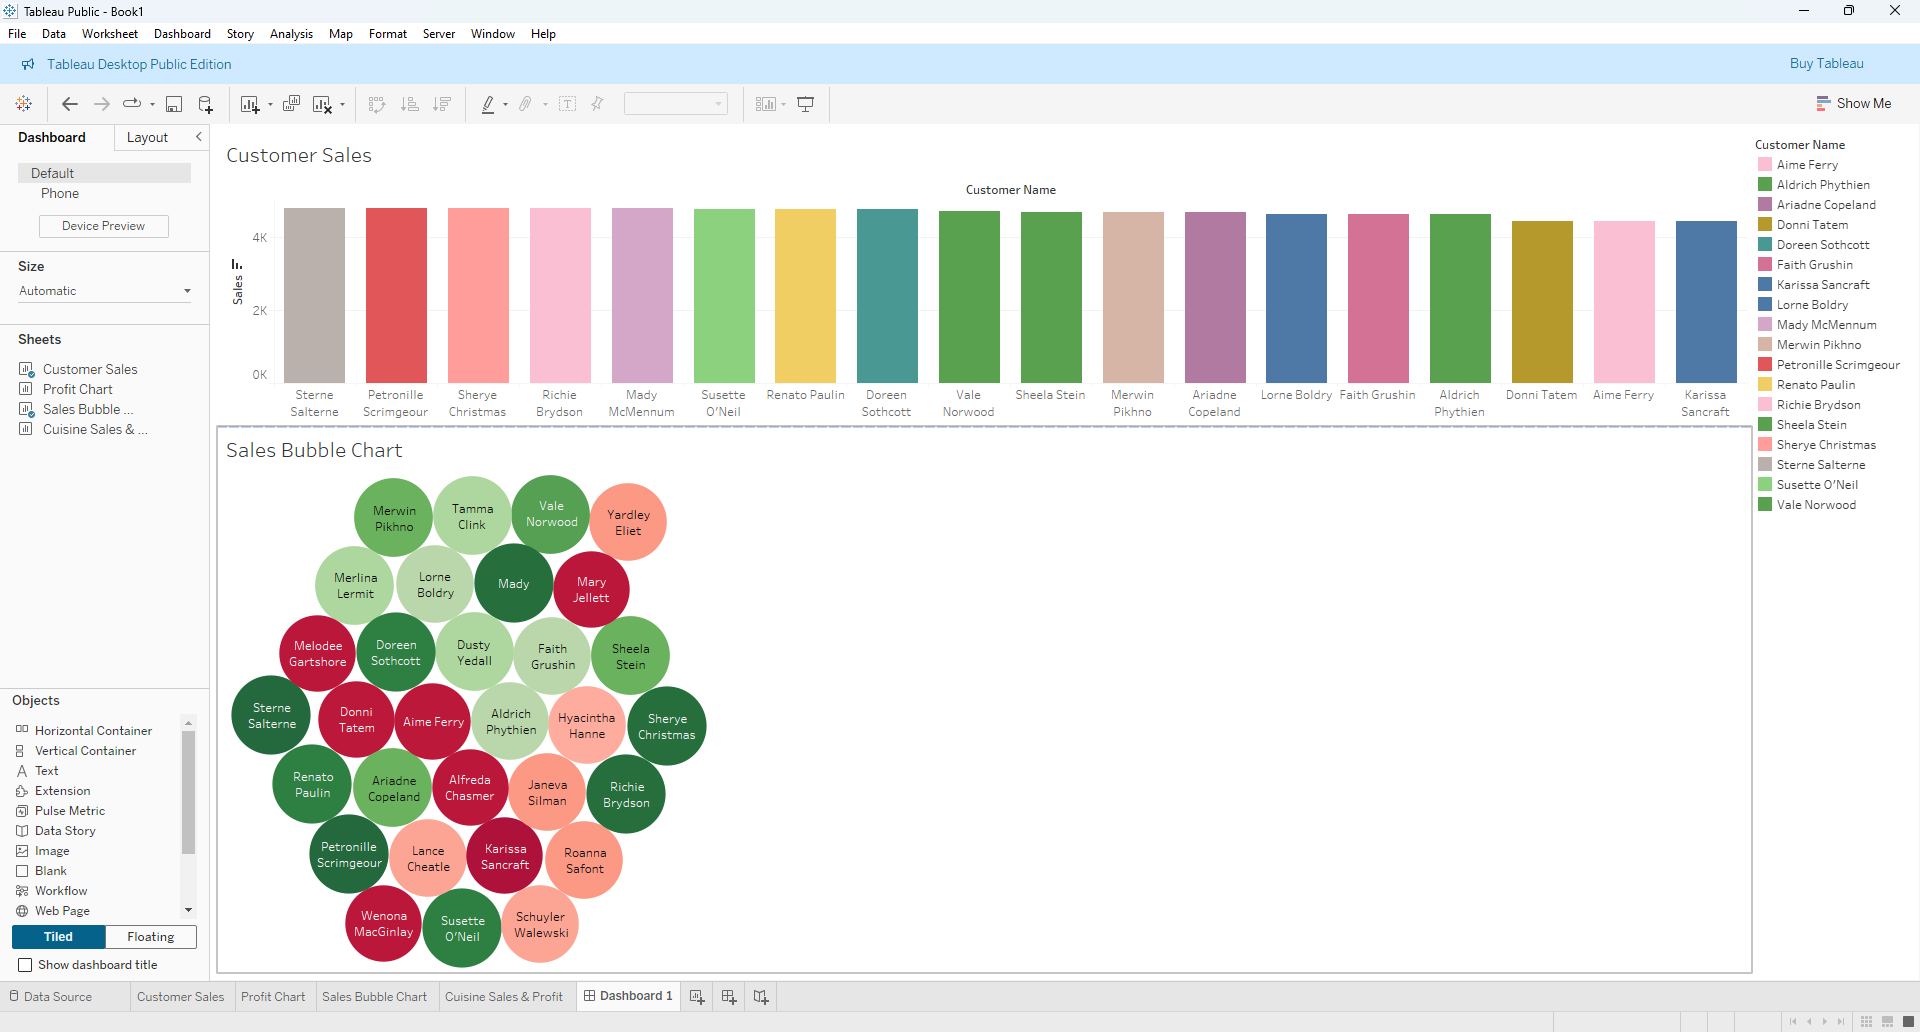 Tableau Public - Book1
File Data Worksheet Dashboard Story Analysis Map Format Server Window Help
Tableau Desktop Public Edition
Buy Tableau
Show Me
Dashboard
Layout
Default
Phone
Device Preview
Size
Automatic
Sheets
Customer Sales
Profit Chart
Sales Bubble ...
Cuisine Sales & ...
Objects
Horizontal Container
Vertical Container
Text
Extension
Pulse Metric
Data Story
Image
Blank
Workflow
Web Page
Tiled
Floating
Show dashboard title
Customer Sales
Customer Name
Sales
4K
2K
0K
Sterne
Salterne
Petronille
Scrimgeour
Sherye
Christmas
Richie
Brydson
Mady
McMennum
Susette
O'Neil
Renato Paulin
Doreen
Sothcott
Vale
Norwood
Sheela Stein
Merwin
Pikhno
Ariadne
Copeland
Lorne Boldry
Faith Grushin
Aldrich
Phythien
Donni Tatem
Aime Ferry
Karissa
Sancraft
Sales Bubble Chart
Merwin
Pikhno
Tamma
Clink
Vale
Norwood
Yardley
Eliet
Merlina
Lermit
Lorne
Boldry
Mady
Mary
Jellett
Melodee
Gartshore
Doreen
Sothcott
Dusty
Yedall
Faith
Grushin
Sheela
Stein
Sterne
Salterne
Donni
Tatem
Aime Ferry
Aldrich
Phythien
Hyacintha
Hanne
Sherye
Christmas
Renato
Paulin
Ariadne
Copeland
Alfreda
Chasmer
Janeva
Silman
Richie
Brydson
Petronille
Scrimgeour
Lance
Cheatle
Karissa
Sancraft
Roanna
Safont
Wenona
MacGinlay
Susette
O'Neil
Schuyler
Walewski
Customer Name
Aime Ferry
Aldrich Phythien
Ariadne Copeland
Donni Tatem
Doreen Sothcott
Faith Grushin
Karissa Sancraft
Lorne Boldry
Mady McMennum
Merwin Pikhno
Petronille Scrimgeour
Renato Paulin
Richie Brydson
Sheela Stein
Sherye Christmas
Sterne Salterne
Susette O'Neil
Vale Norwood
Data Source
Customer Sales
Profit Chart
Sales Bubble Chart
Cuisine Sales & Profit
Dashboard 1